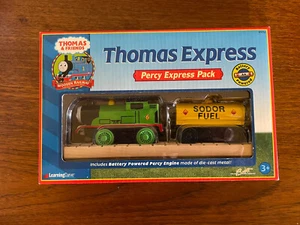 THOMAS
& FRIENDS
Thomas Express
Percy Express Pack
SODOR
FUEL
Includes Battery Powered Percy Engine made of die-cast metal!
LearningCurve
3+